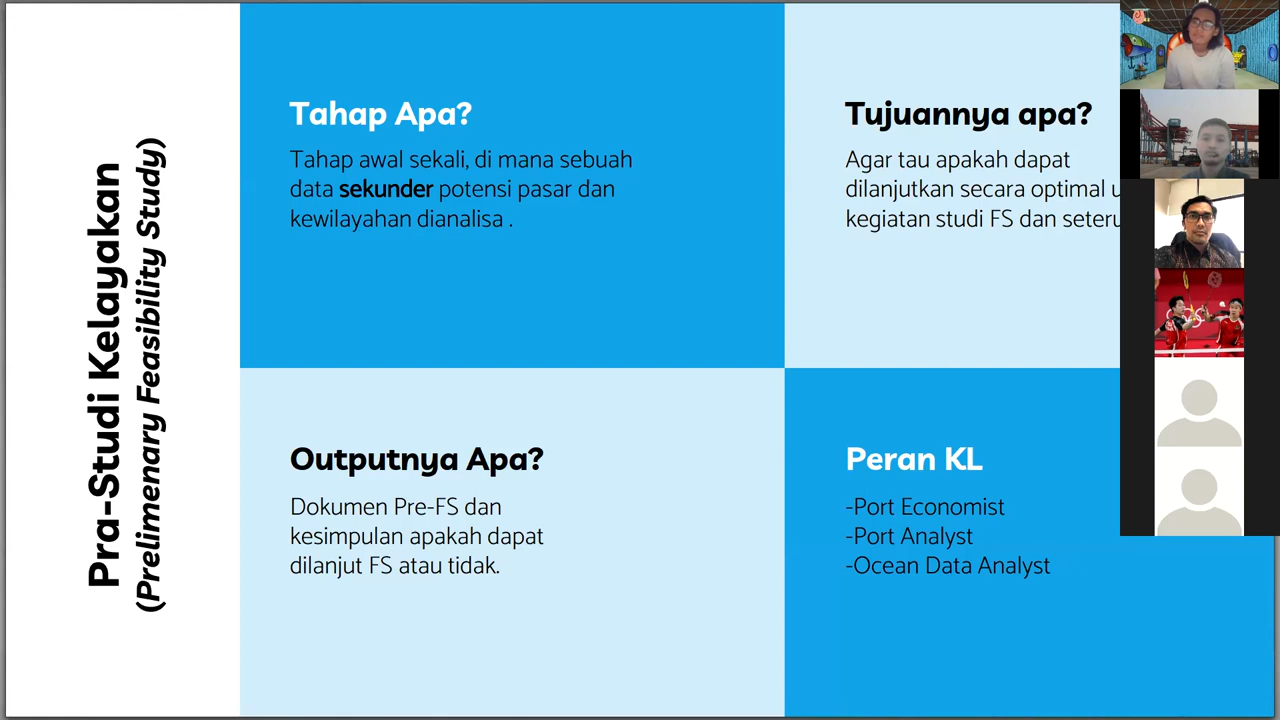 Pra-Studi Kelayakan
(Prelimenary Feasibility Study)
Tahap Apa?
Tahap awal sekali, di mana sebuah
data sekunder potensi pasar dan
kewilayahan dianalisa .
Tujuannya apa?
Agar tau apakah dapat
dilanjutkan secara optimal
kegiatan studi FS dan
Outputnya Apa?
Dokumen Pre-FS dan
kesimpulan apakah dapat
dilanjut FS atau tidak.
Peran KL
-Port Economist
-Port Analyst
-Ocean Data Analyst